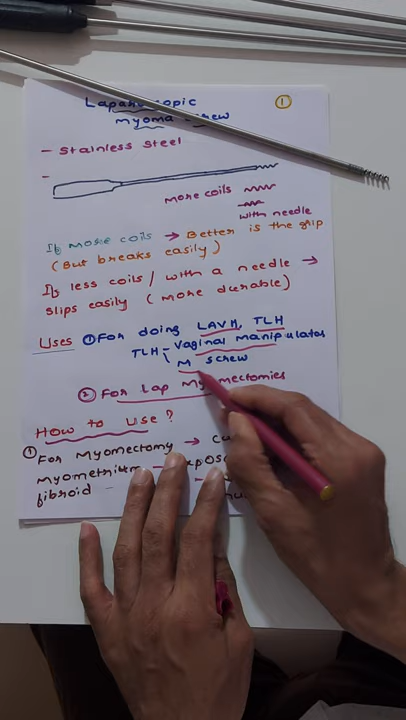 Laparoscopic ①
myoma screw
- Stainless Steel
-
More coils
with needle
If more coils → Better is the grip
(But breaks easily)
If less coils / with a needle →
slips easily (more durable)
Uses ① For doing LAVH, TLH
TLH - Vaginal Manipulator
M screw
② For Lap Myomectomies
How to Use?
① For Myomectomy →
myometrium →
fibroid -